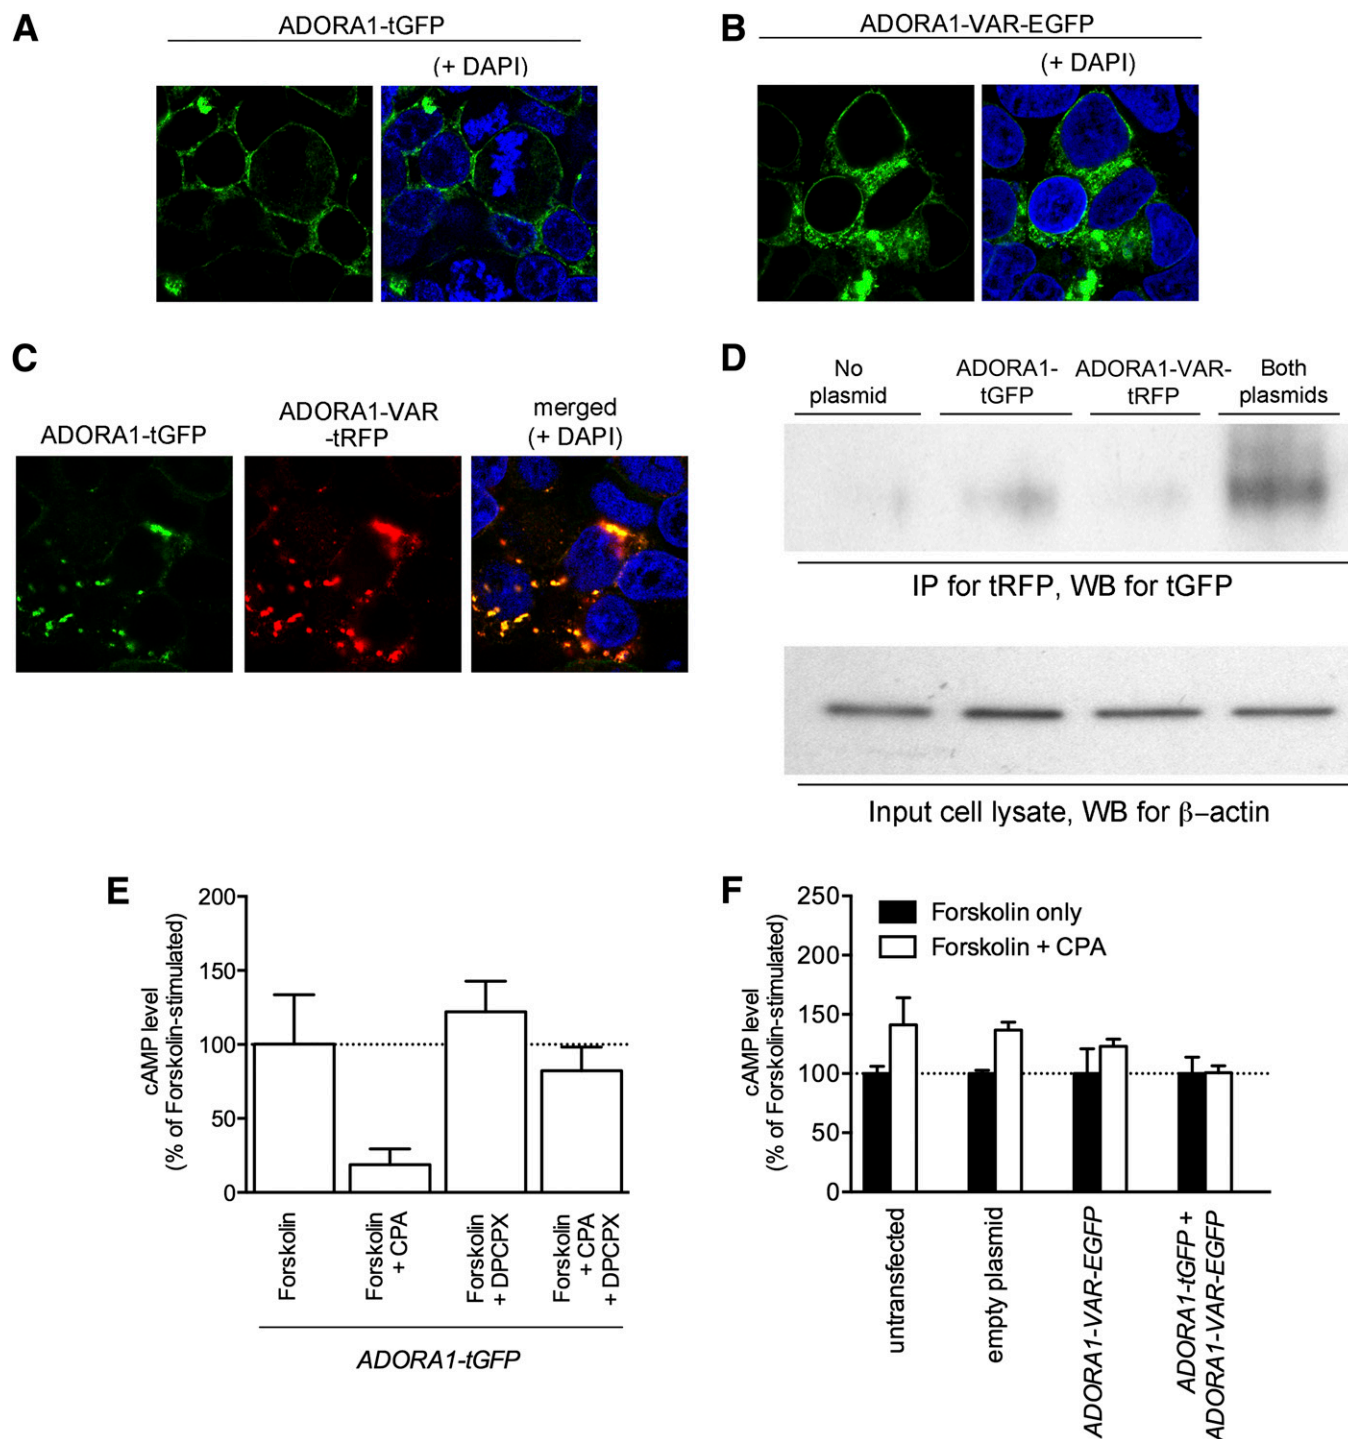 A
ADORA1-tGFP
(+ DAPI)
B
ADORA1-VAR-EGFP
(+ DAPI)
C
ADORA1-tGFP
ADORA1-VAR
-tRFP
merged
(+ DAPI)
D
No
plasmid
ADORA1-
tGFP
ADORA1-VAR-
tRFP
Both
plasmids
IP for tRFP, WB for tGFP
Input cell lysate, WB for β–actin
E
cAMP level
(% of Forskolin-stimulated)
200
150
100
50
0
Forskolin
Forskolin
+ CPA
Forskolin
+ DPCPX
Forskolin
+ CPA
+ DPCPX
ADORA1-tGFP
F
cAMP level
(% of Forskolin-stimulated)
250
200
150
100
50
0
Forskolin only
Forskolin + CPA
untransfected
empty plasmid
ADORA1-VAR-EGFP
ADORA1-tGFP +
ADORA1-VAR-EGFP